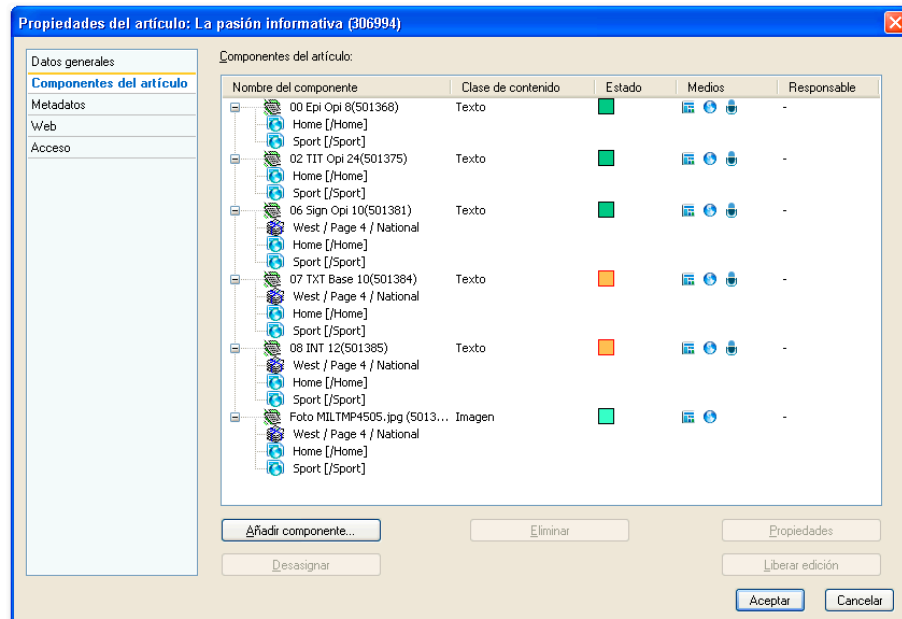 Propiedades del artículo: La pasión informativa (306994)
Datos generales
Componentes del artículo
Metadatos
Web
Acceso
Componentes del artículo:
Nombre del componente Clase de contenido Estado Medios Responsable
00 Epi Opi 8(501368) Texto -
Home [/Home]
Sport [/Sport]
02 TIT Opi 24(501375) Texto -
Home [/Home]
Sport [/Sport]
06 Sign Opi 10(501381) Texto -
West / Page 4 / National
Home [/Home]
Sport [/Sport]
07 TXT Base 10(501384) Texto -
West / Page 4 / National
Home [/Home]
Sport [/Sport]
08 INT 12(501385) Texto -
West / Page 4 / National
Home [/Home]
Sport [/Sport]
Foto MILTMP4505.jpg (5013... Imagen -
West / Page 4 / National
Home [/Home]
Sport [/Sport]
Añadir componente... Eliminar Propiedades
Desasignar Liberar edición
Aceptar Cancelar